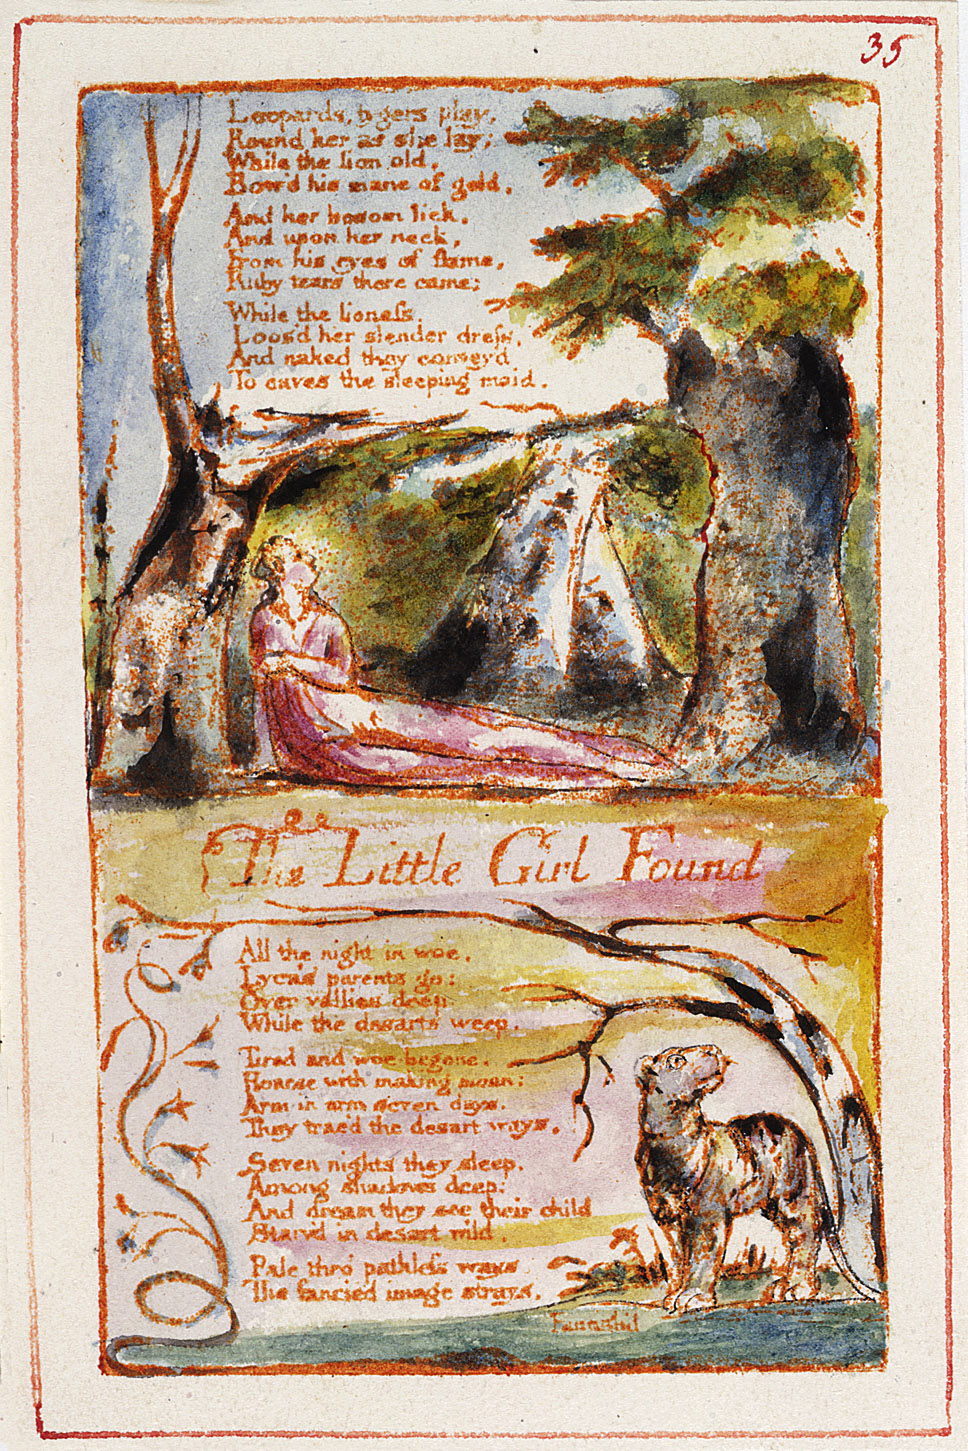 35
Leopards, tygers play,
Round her as she lay;
While the lion old,
Bow'd his mane of gold,
And her bosom lick,
And upon her neck,
From his eyes of flame,
Ruby tears there came;
While the lioness,
Loos'd her slender dress,
And naked they convey'd
To caves the sleeping maid.
The Little Girl Found
All the night in woe,
Lyca's parents go:
Over vallies deep,
While the desarts weep.
Tired and woe-begone,
Hoarse with making moan:
Arm in arm seven days,
They trac'd the desart ways.
Seven nights they sleep,
Among shadows deep:
And dream they see their child
Starv'd in desart wild.
Pale thro' pathless ways
The fancied image strays,